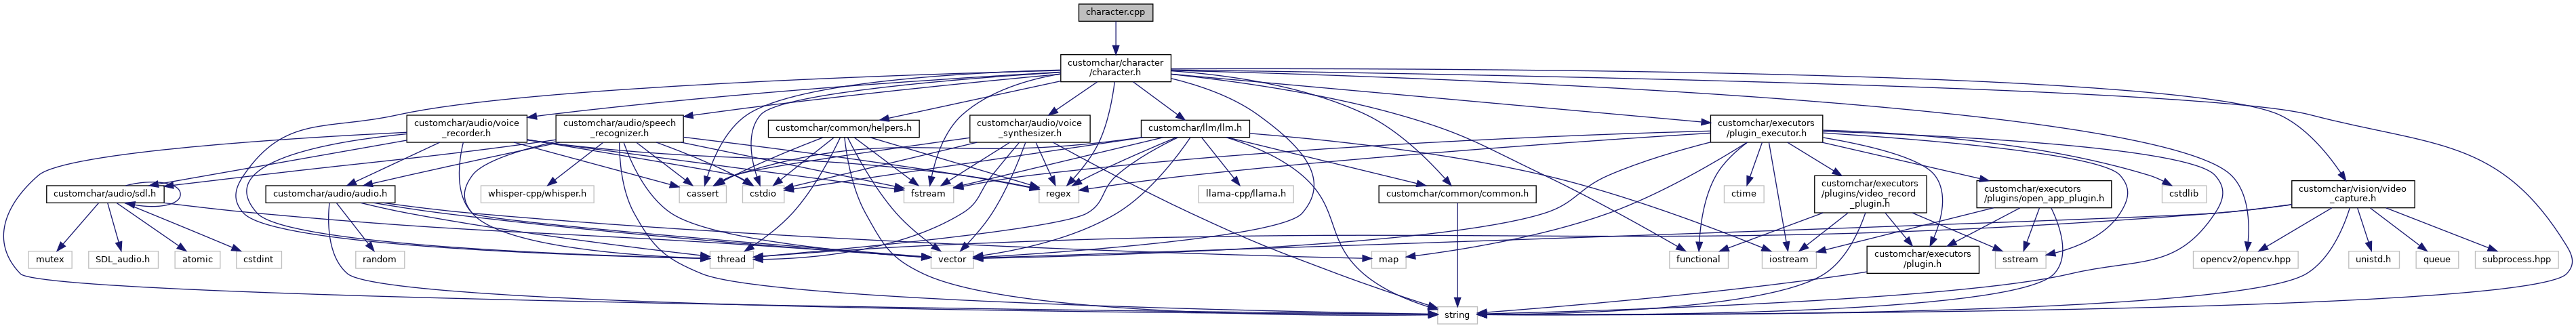 character.cpp
customchar/character
/character.h
customchar/audio/voice
_recorder.h
customchar/audio/speech
_recognizer.h
customchar/common/helpers.h
customchar/audio/voice
_synthesizer.h
customchar/llm/llm.h
customchar/executors
/plugin_executor.h
customchar/audio/sdl.h
customchar/audio/audio.h
whisper-cpp/whisper.h
cassert
cstdio
fstream
regex
llama-cpp/llama.h
customchar/common/common.h
ctime
customchar/executors
/plugins/video_record
_plugin.h
customchar/executors
/plugins/open_app_plugin.h
cstdlib
customchar/vision/video
_capture.h
mutex
SDL_audio.h
atomic
cstdint
random
thread
vector
map
functional
iostream
customchar/executors
/plugin.h
sstream
opencv2/opencv.hpp
unistd.h
queue
subprocess.hpp
string